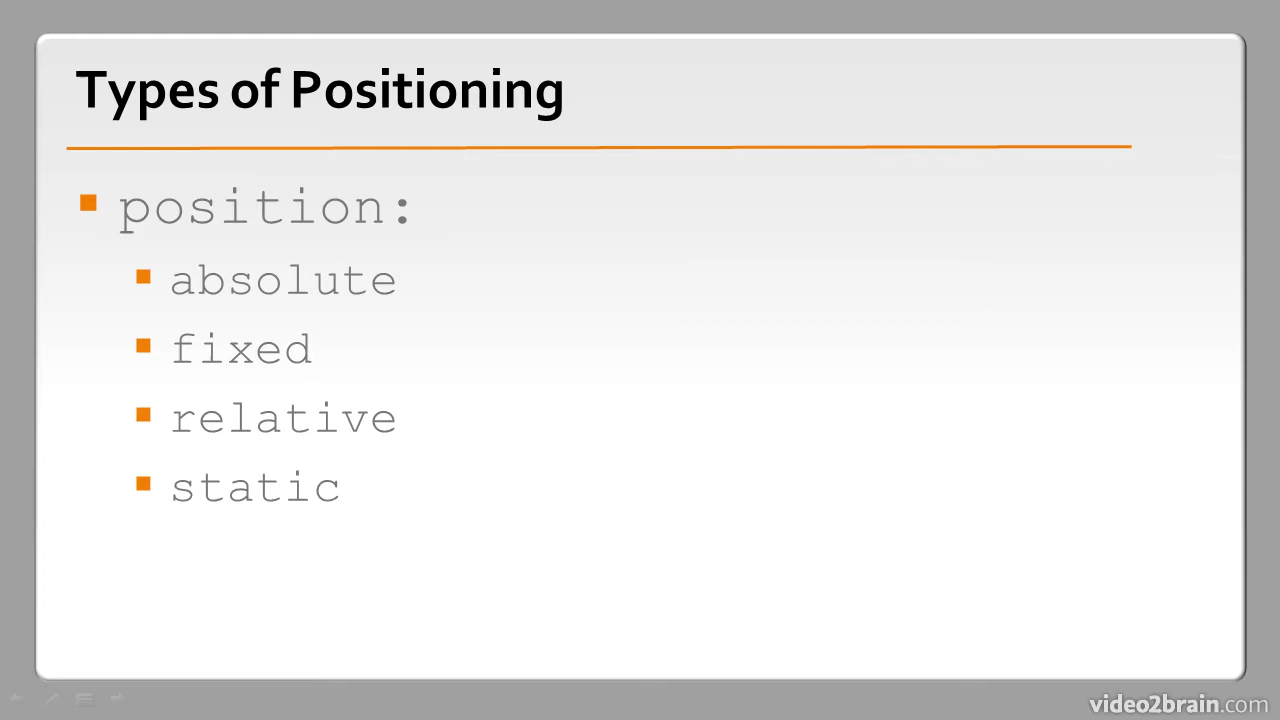 Types of Positioning
position:
absolute
fixed
relative
static
video2brain.com